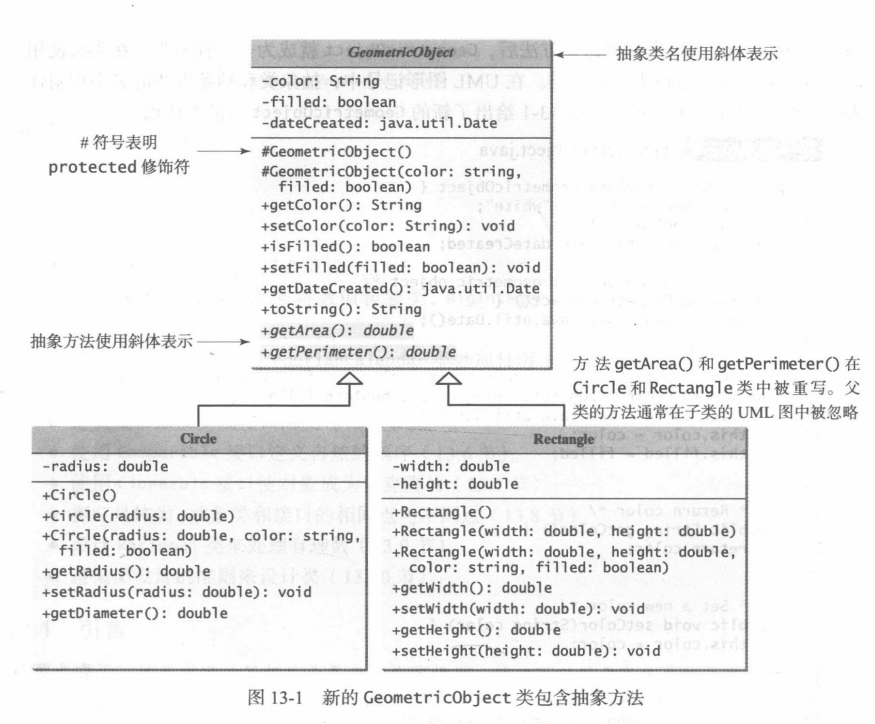 GeometricObject
抽象类名使用斜体表示
-color: String
-filled: boolean
-dateCreated: java.util.Date
# 符号表明
protected 修饰符
#GeometricObject()
#GeometricObject(color: string,
filled: boolean)
+getColor(): String
+setColor(color: String): void
+isFilled(): boolean
+setFilled(filled: boolean): void
+getDateCreated(): java.util.Date
+toString(): String
+getArea(): double
+getPerimeter(): double
抽象方法使用斜体表示
方法 getArea() 和 getPerimeter() 在
Circle 和 Rectangle 类中被重写。父
类的方法通常在子类的 UML 图中被忽略
Circle
-radius: double
+Circle()
+Circle(radius: double)
+Circle(radius: double, color: string,
filled: boolean)
+getRadius(): double
+setRadius(radius: double): void
+getDiameter(): double
Rectangle
-width: double
-height: double
+Rectangle()
+Rectangle(width: double, height: double)
+Rectangle(width: double, height: double,
color: string, filled: boolean)
+getWidth(): double
+setWidth(width: double): void
+getHeight(): double
+setHeight(height: double): void
图 13-1 新的 GeometricObject 类包含抽象方法